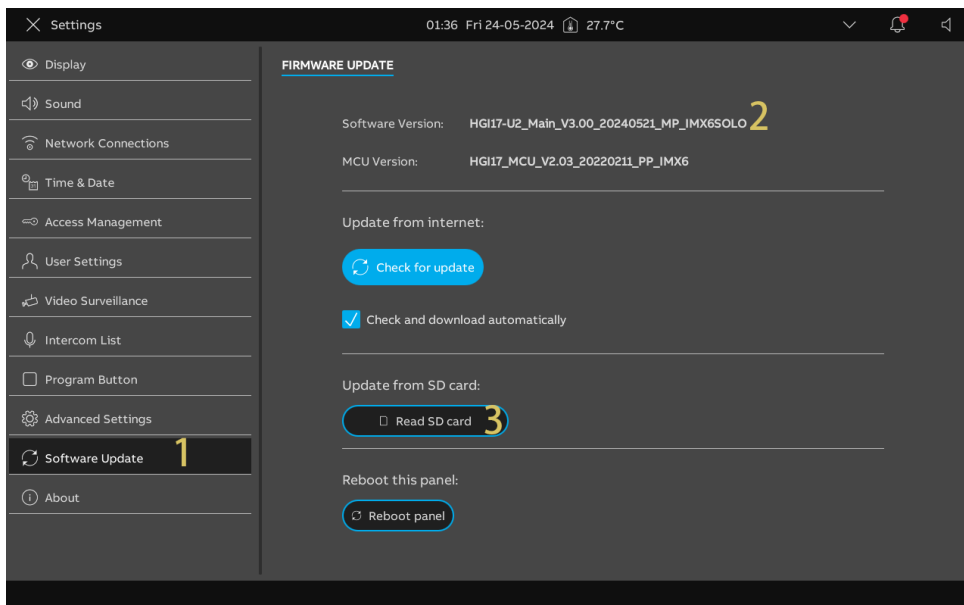 Settings
01:36 Fri 24-05-2024 27.7°C
Display
Sound
Network Connections
Time & Date
Access Management
User Settings
Video Surveillance
Intercom List
Program Button
Advanced Settings
Software Update 1
About
FIRMWARE UPDATE
Software Version: HGI17-U2_Main_V3.00_20240521_MP_IMX6SOLO 2
MCU Version: HGI17_MCU_V2.03_20220211_PP_IMX6
Update from internet:
Check for update
Check and download automatically
Update from SD card:
Read SD card 3
Reboot this panel:
Reboot panel